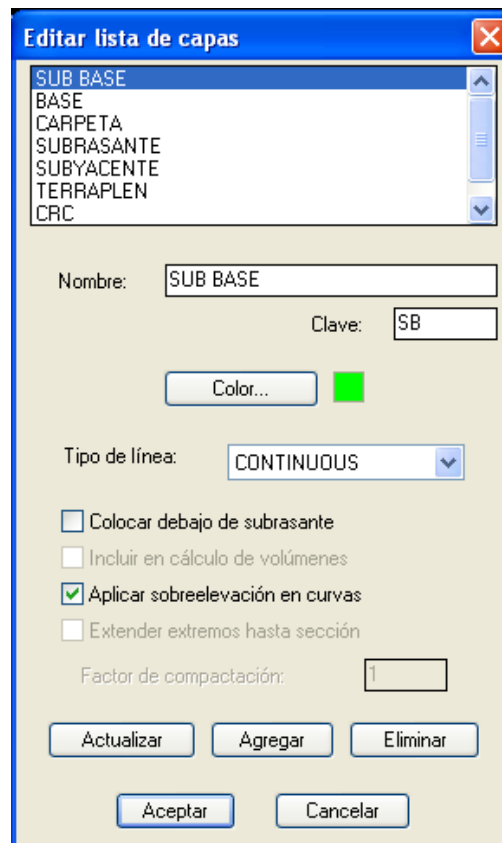 Editar lista de capas
SUB BASE
BASE
CARPETA
SUBRASANTE
SUBYACENTE
TERRAPLEN
CRC
Nombre: SUB BASE
Clave: SB
Color...
Tipo de línea: CONTINUOUS
Colocar debajo de subrasante
Incluir en cálculo de volúmenes
Aplicar sobreelevación en curvas
Extender extremos hasta sección
Factor de compactación: 1
Actualizar Agregar Eliminar
Aceptar Cancelar